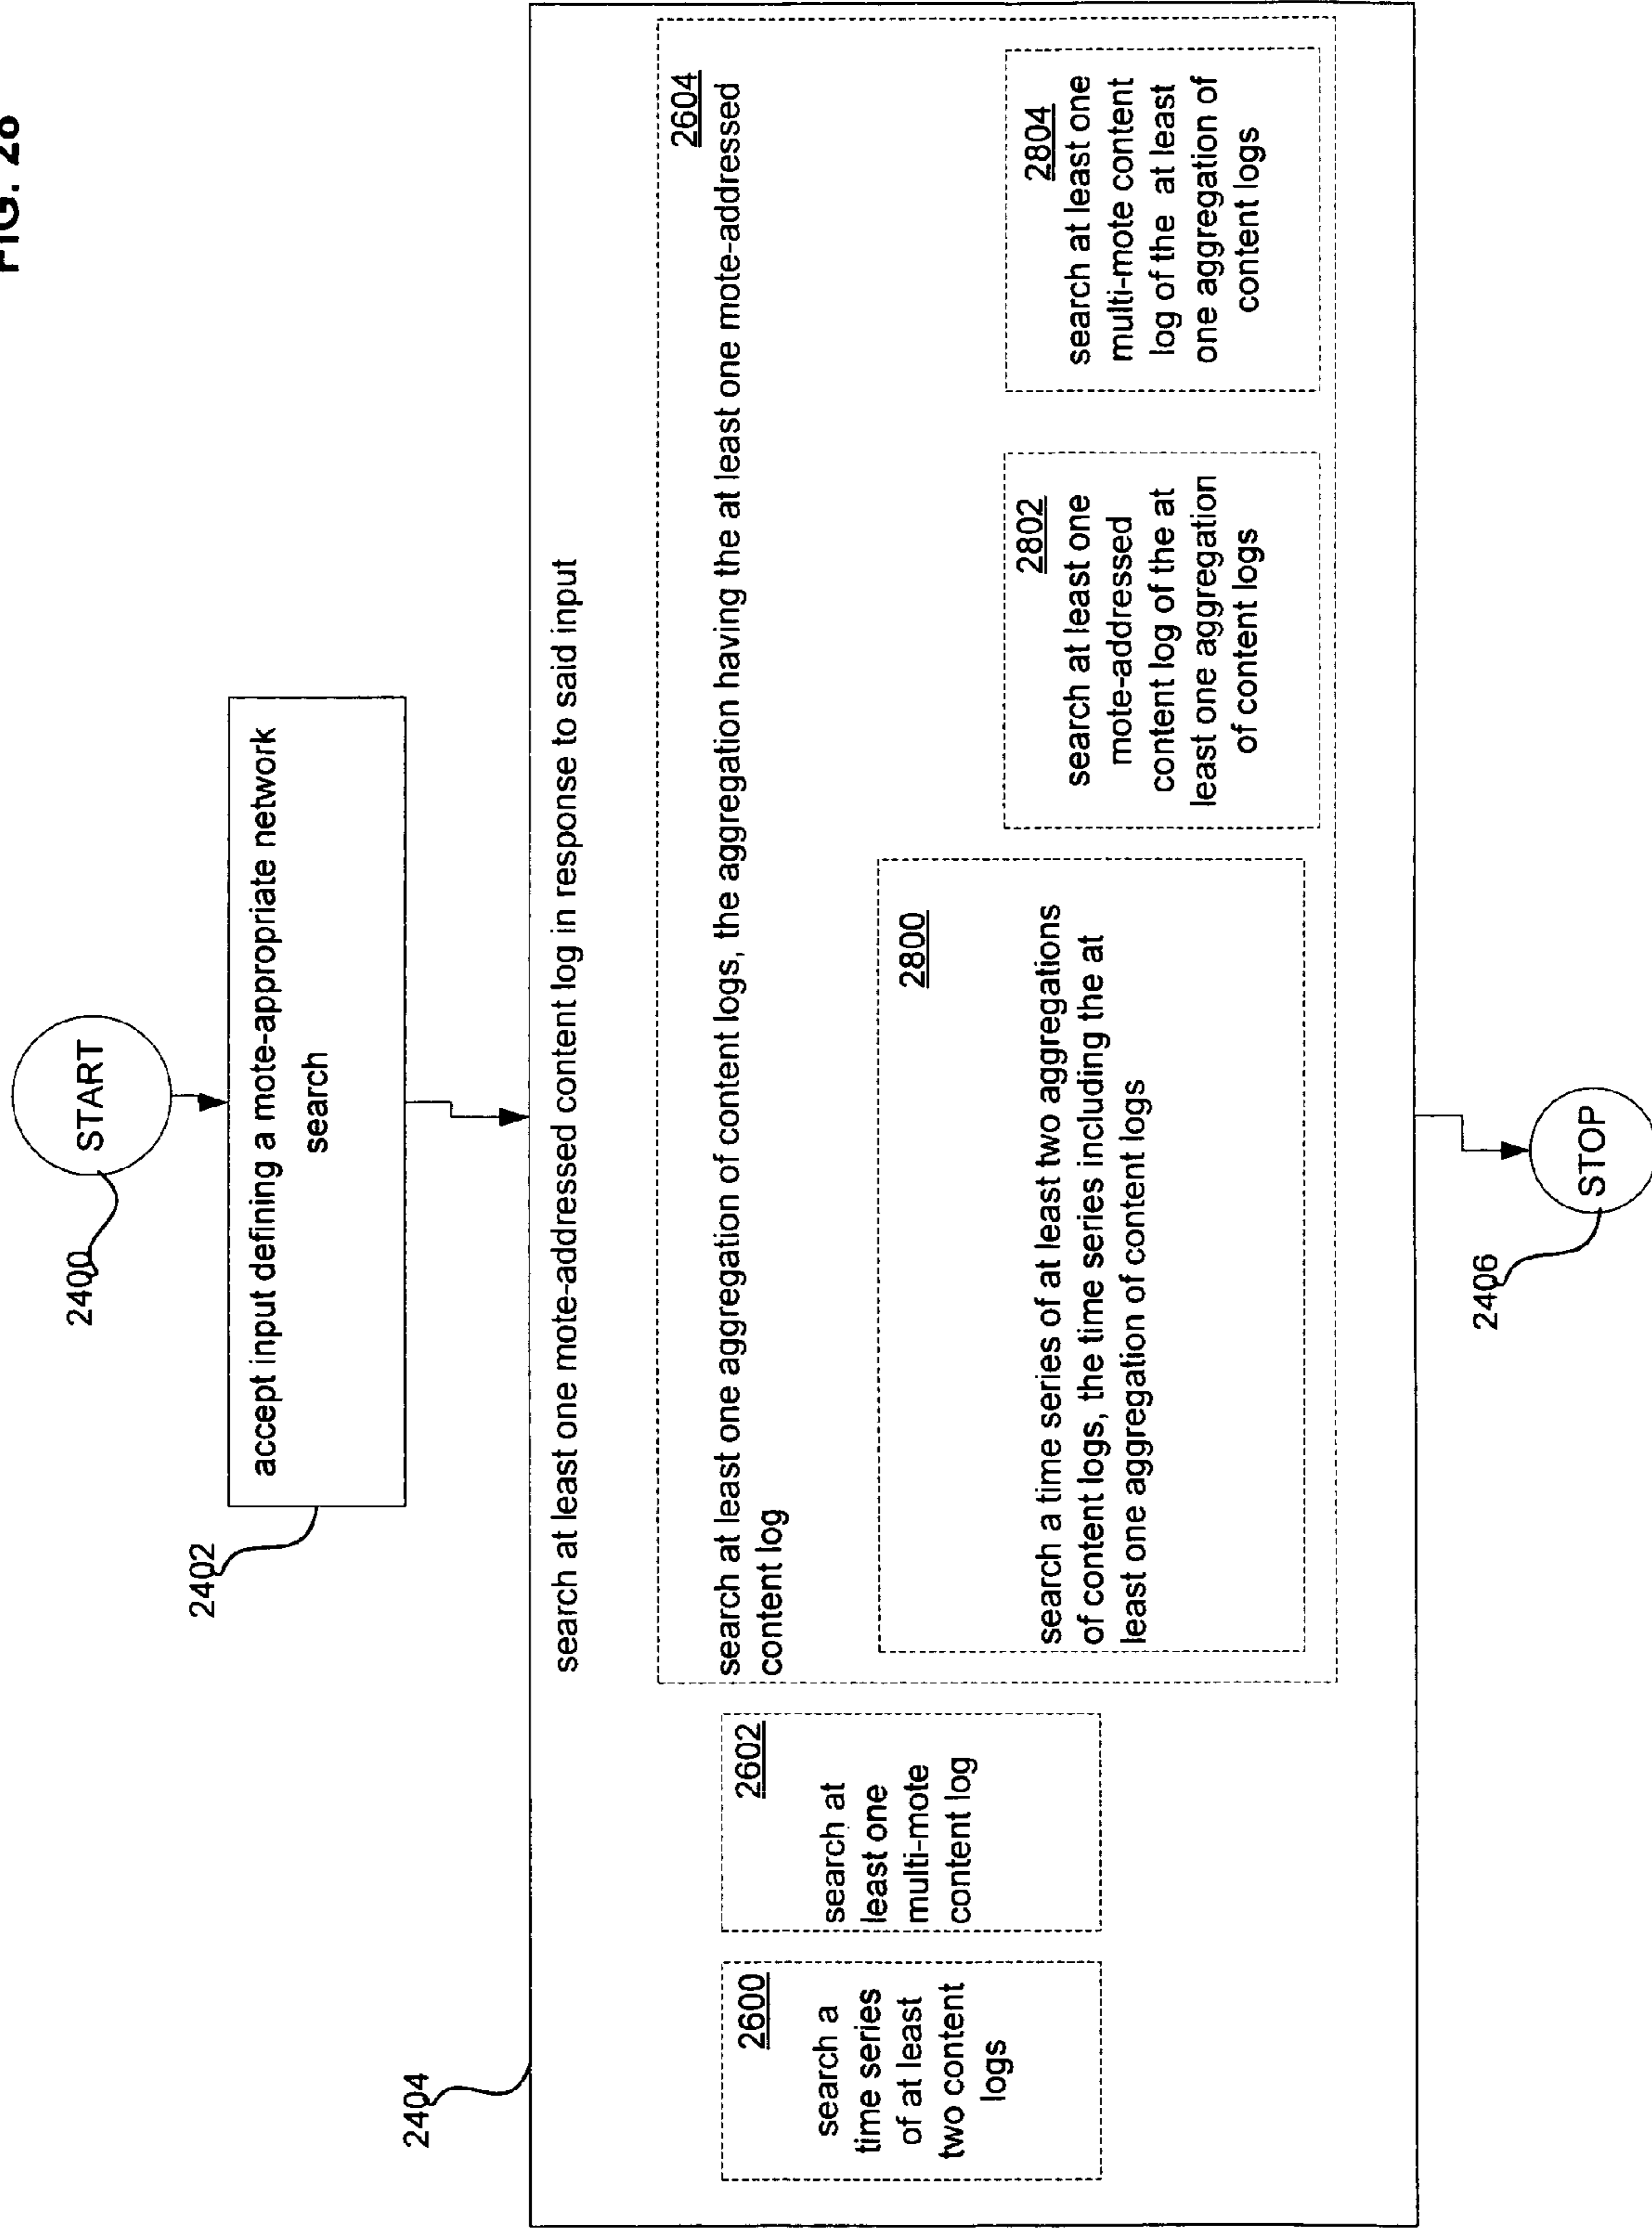 FIG. 28
START
2400
accept input defining a mote-appropriate network
search
2402
search at least one mote-addressed content log in response to said input
2404
2600
search a
time series
of at least
two content
logs
2602
search at
least one
multi-mote
content log
2604
search at least one aggregation of content logs, the aggregation having the at least one mote-addressed
content log
2800
search a time series of at least two aggregations
of content logs, the time series including the at
least one aggregation of content logs
2802
search at least one
mote-addressed
content log of the at
least one aggregation
of content logs
2804
search at least one
multi-mote content
log of the at least
one aggregation of
content logs
STOP
2406